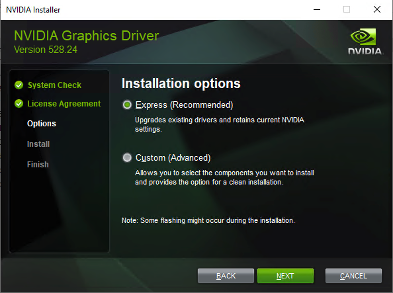 NVIDIA Installer
NVIDIA Graphics Driver
Version 528.24
NVIDIA
System Check
License Agreement
Options
Install
Finish
Installation options
Express (Recommended)
Upgrades existing drivers and retains current NVIDIA
settings.
Custom (Advanced)
Allows you to select the components you want to install
and provides the option for a clean installation.
Note: Some flashing might occur during the installation.
BACK
NEXT
CANCEL